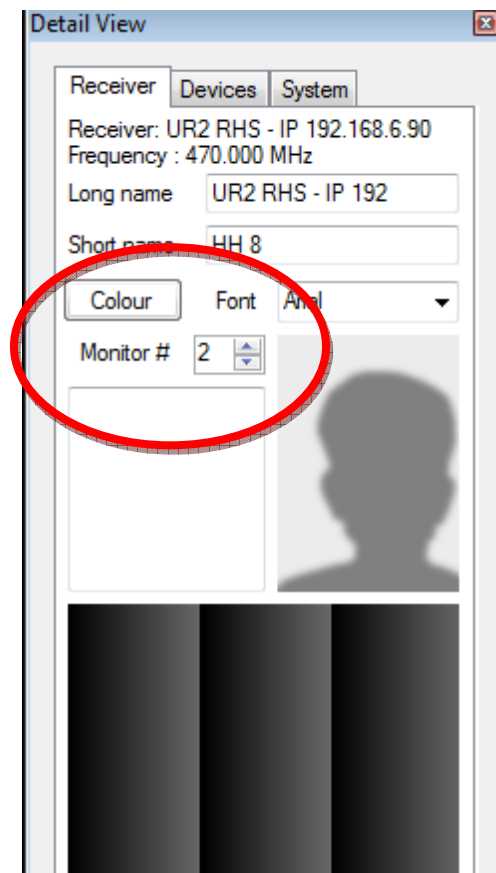 Detail View
Receiver Devices System
Receiver: UR2 RHS - IP 192.168.6.90
Frequency : 470.000 MHz
Long name UR2 RHS - IP 192
Short name HH 8
Colour Font Arial
Monitor # 2